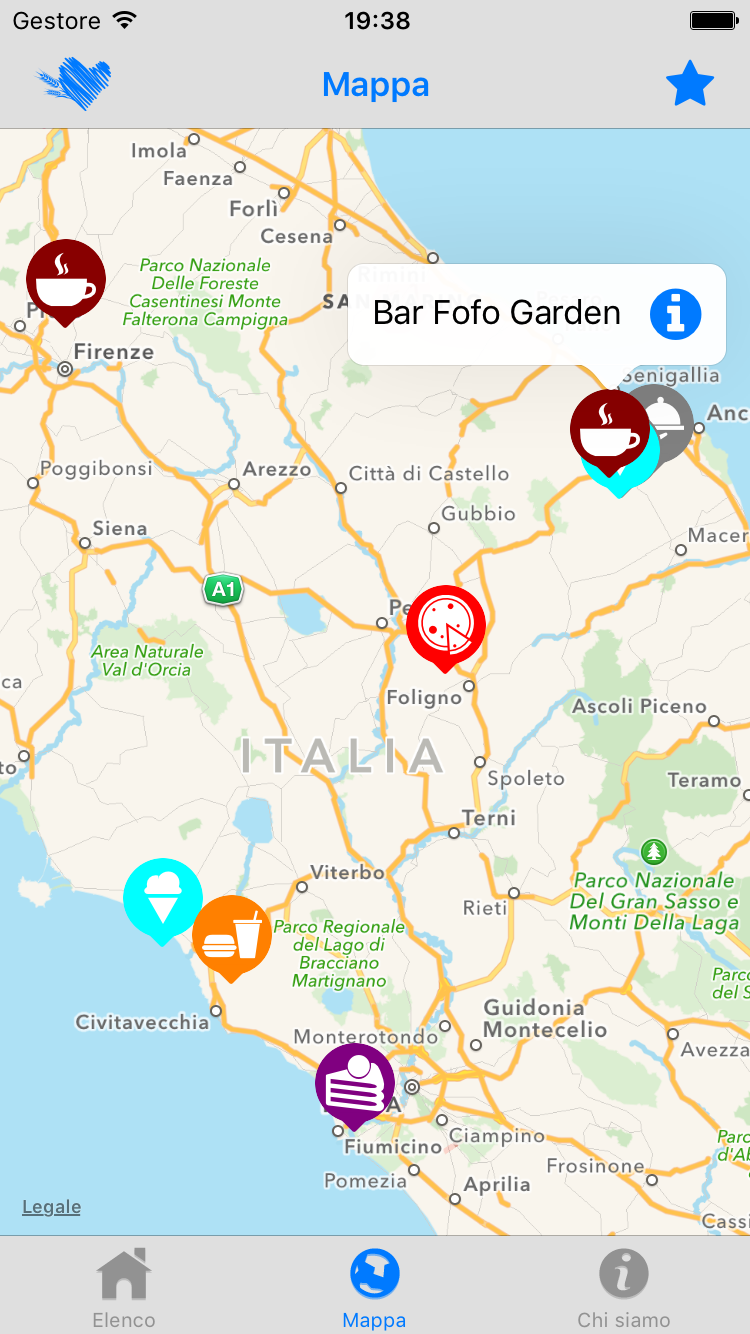 Gestore
19:38
Mappa
Imola
Faenza
Forlì
Cesena
Rimini
Parco Nazionale
Delle Foreste
Casentinesi Monte
Falterona Campigna
Bar Fofo Garden
Firenze
Senigallia
Anc
Poggibonsi
Arezzo
Città di Castello
Gubbio
Siena
Macer
A1
Pe
Area Naturale
Val d'Orcia
Foligno
ca
Ascoli Piceno
ITALIA
to
Spoleto
Teramo
Terni
Viterbo
Rieti
Parco Nazionale
Del Gran Sasso e
Monti Della Laga
Parco Regionale
del Lago di
Bracciano
Martignano
Parc
del S
Civitavecchia
Guidonia
Montecelio
Monterotondo
Avezza
A
Ciampino
Fiumicino
Parc
d'Ab
Pomezia
Frosinone
Aprilia
Legale
Cassi
Elenco
Mappa
Chi siamo